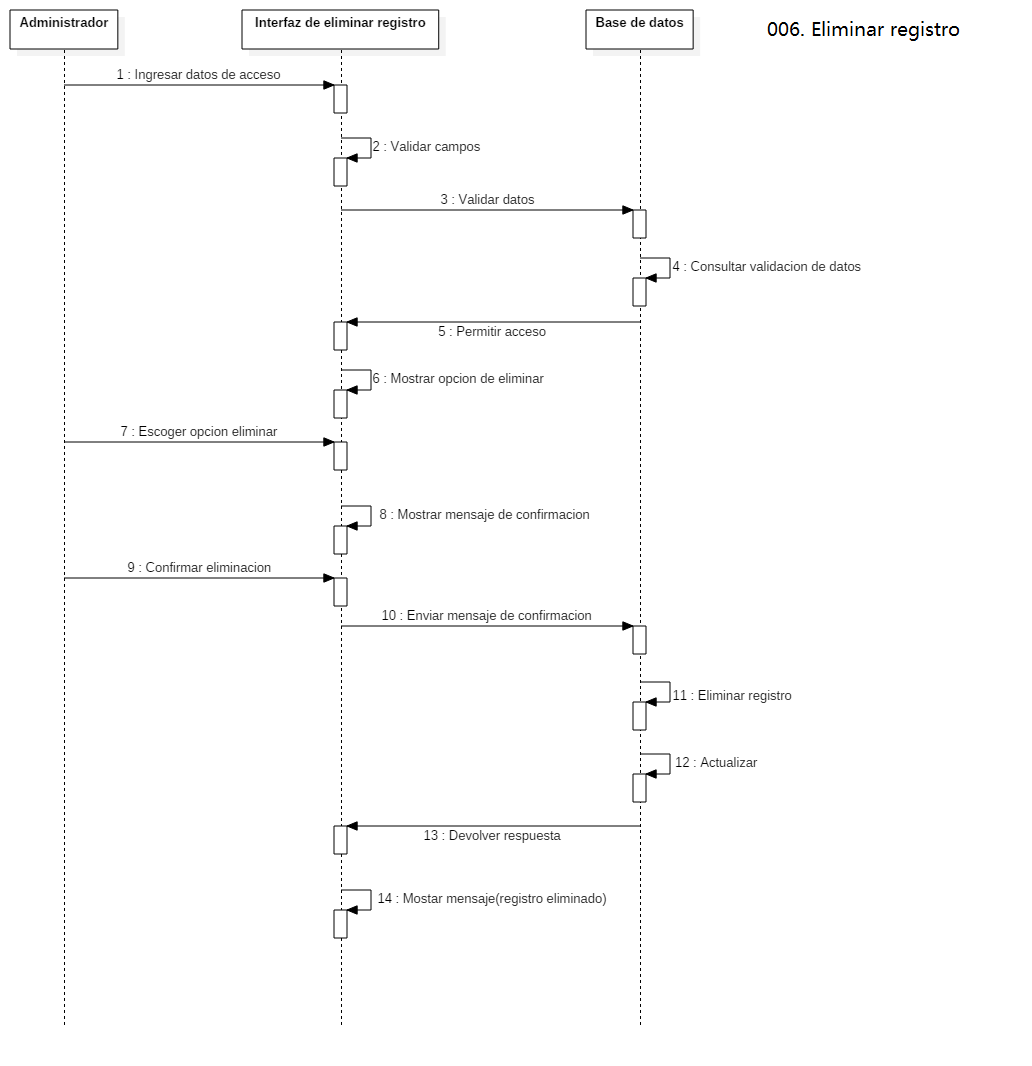 Administrador
Interfaz de eliminar registro
Base de datos
006. Eliminar registro
1 : Ingresar datos de acceso
2 : Validar campos
3 : Validar datos
4 : Consultar validacion de datos
5 : Permitir acceso
6 : Mostrar opcion de eliminar
7 : Escoger opcion eliminar
8 : Mostrar mensaje de confirmacion
9 : Confirmar eliminacion
10 : Enviar mensaje de confirmacion
11 : Eliminar registro
12 : Actualizar
13 : Devolver respuesta
14 : Mostar mensaje(registro eliminado)